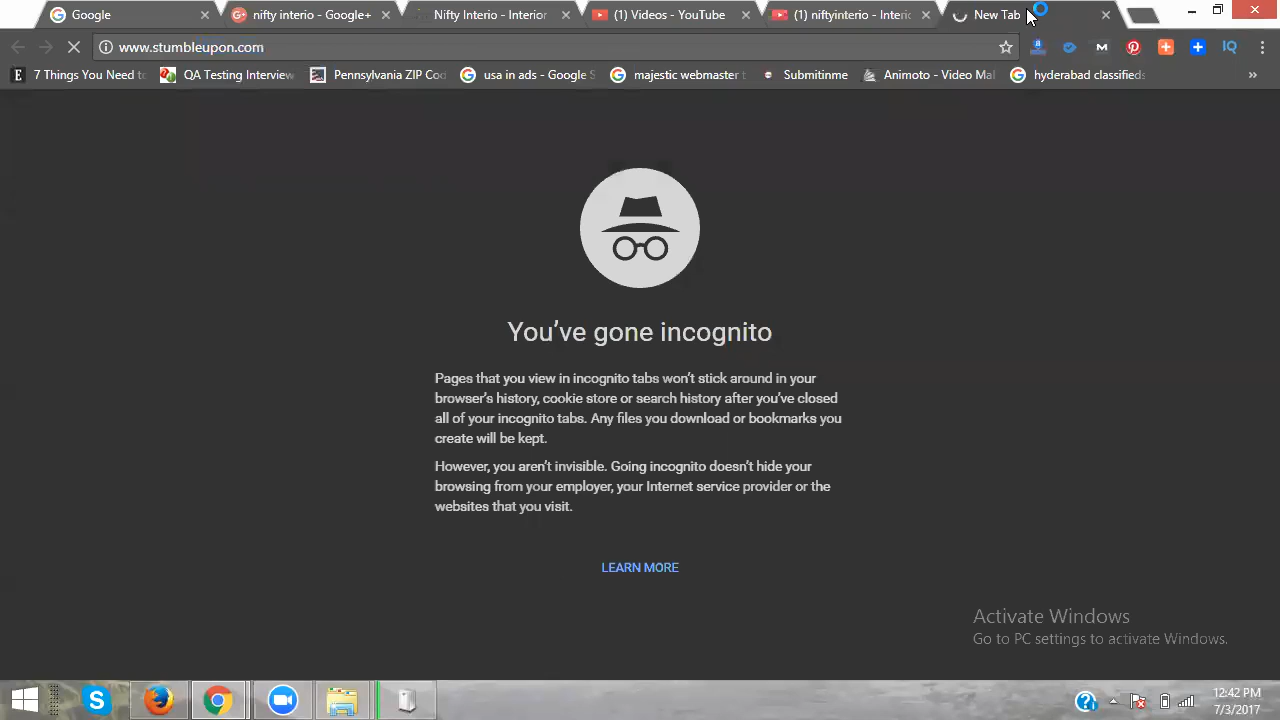 Google
nifty interio - Google+
Nifty Interio - Interior
(1) Videos - YouTube
(1) niftyinterio - Interio
New Tab
www.stumbleupon.com
8
M
IQ
E
7 Things You Need to
QA Testing Interview
Pennsylvania ZIP Co
usa in ads - Google S
majestic webmaster t
Submitinme
Animoto - Video Ma
hyderabad classifieds
»
You've gone incognito
Pages that you view in incognito tabs won't stick around in your
browser's history, cookie store or search history after you've closed
all of your incognito tabs. Any files you download or bookmarks you
create will be kept.
However, you aren't invisible. Going incognito doesn't hide your
browsing from your employer, your Internet service provider or the
websites that you visit.
LEARN MORE
Activate Windows
Go to PC settings to activate Windows.
12:42 PM
7/3/2017